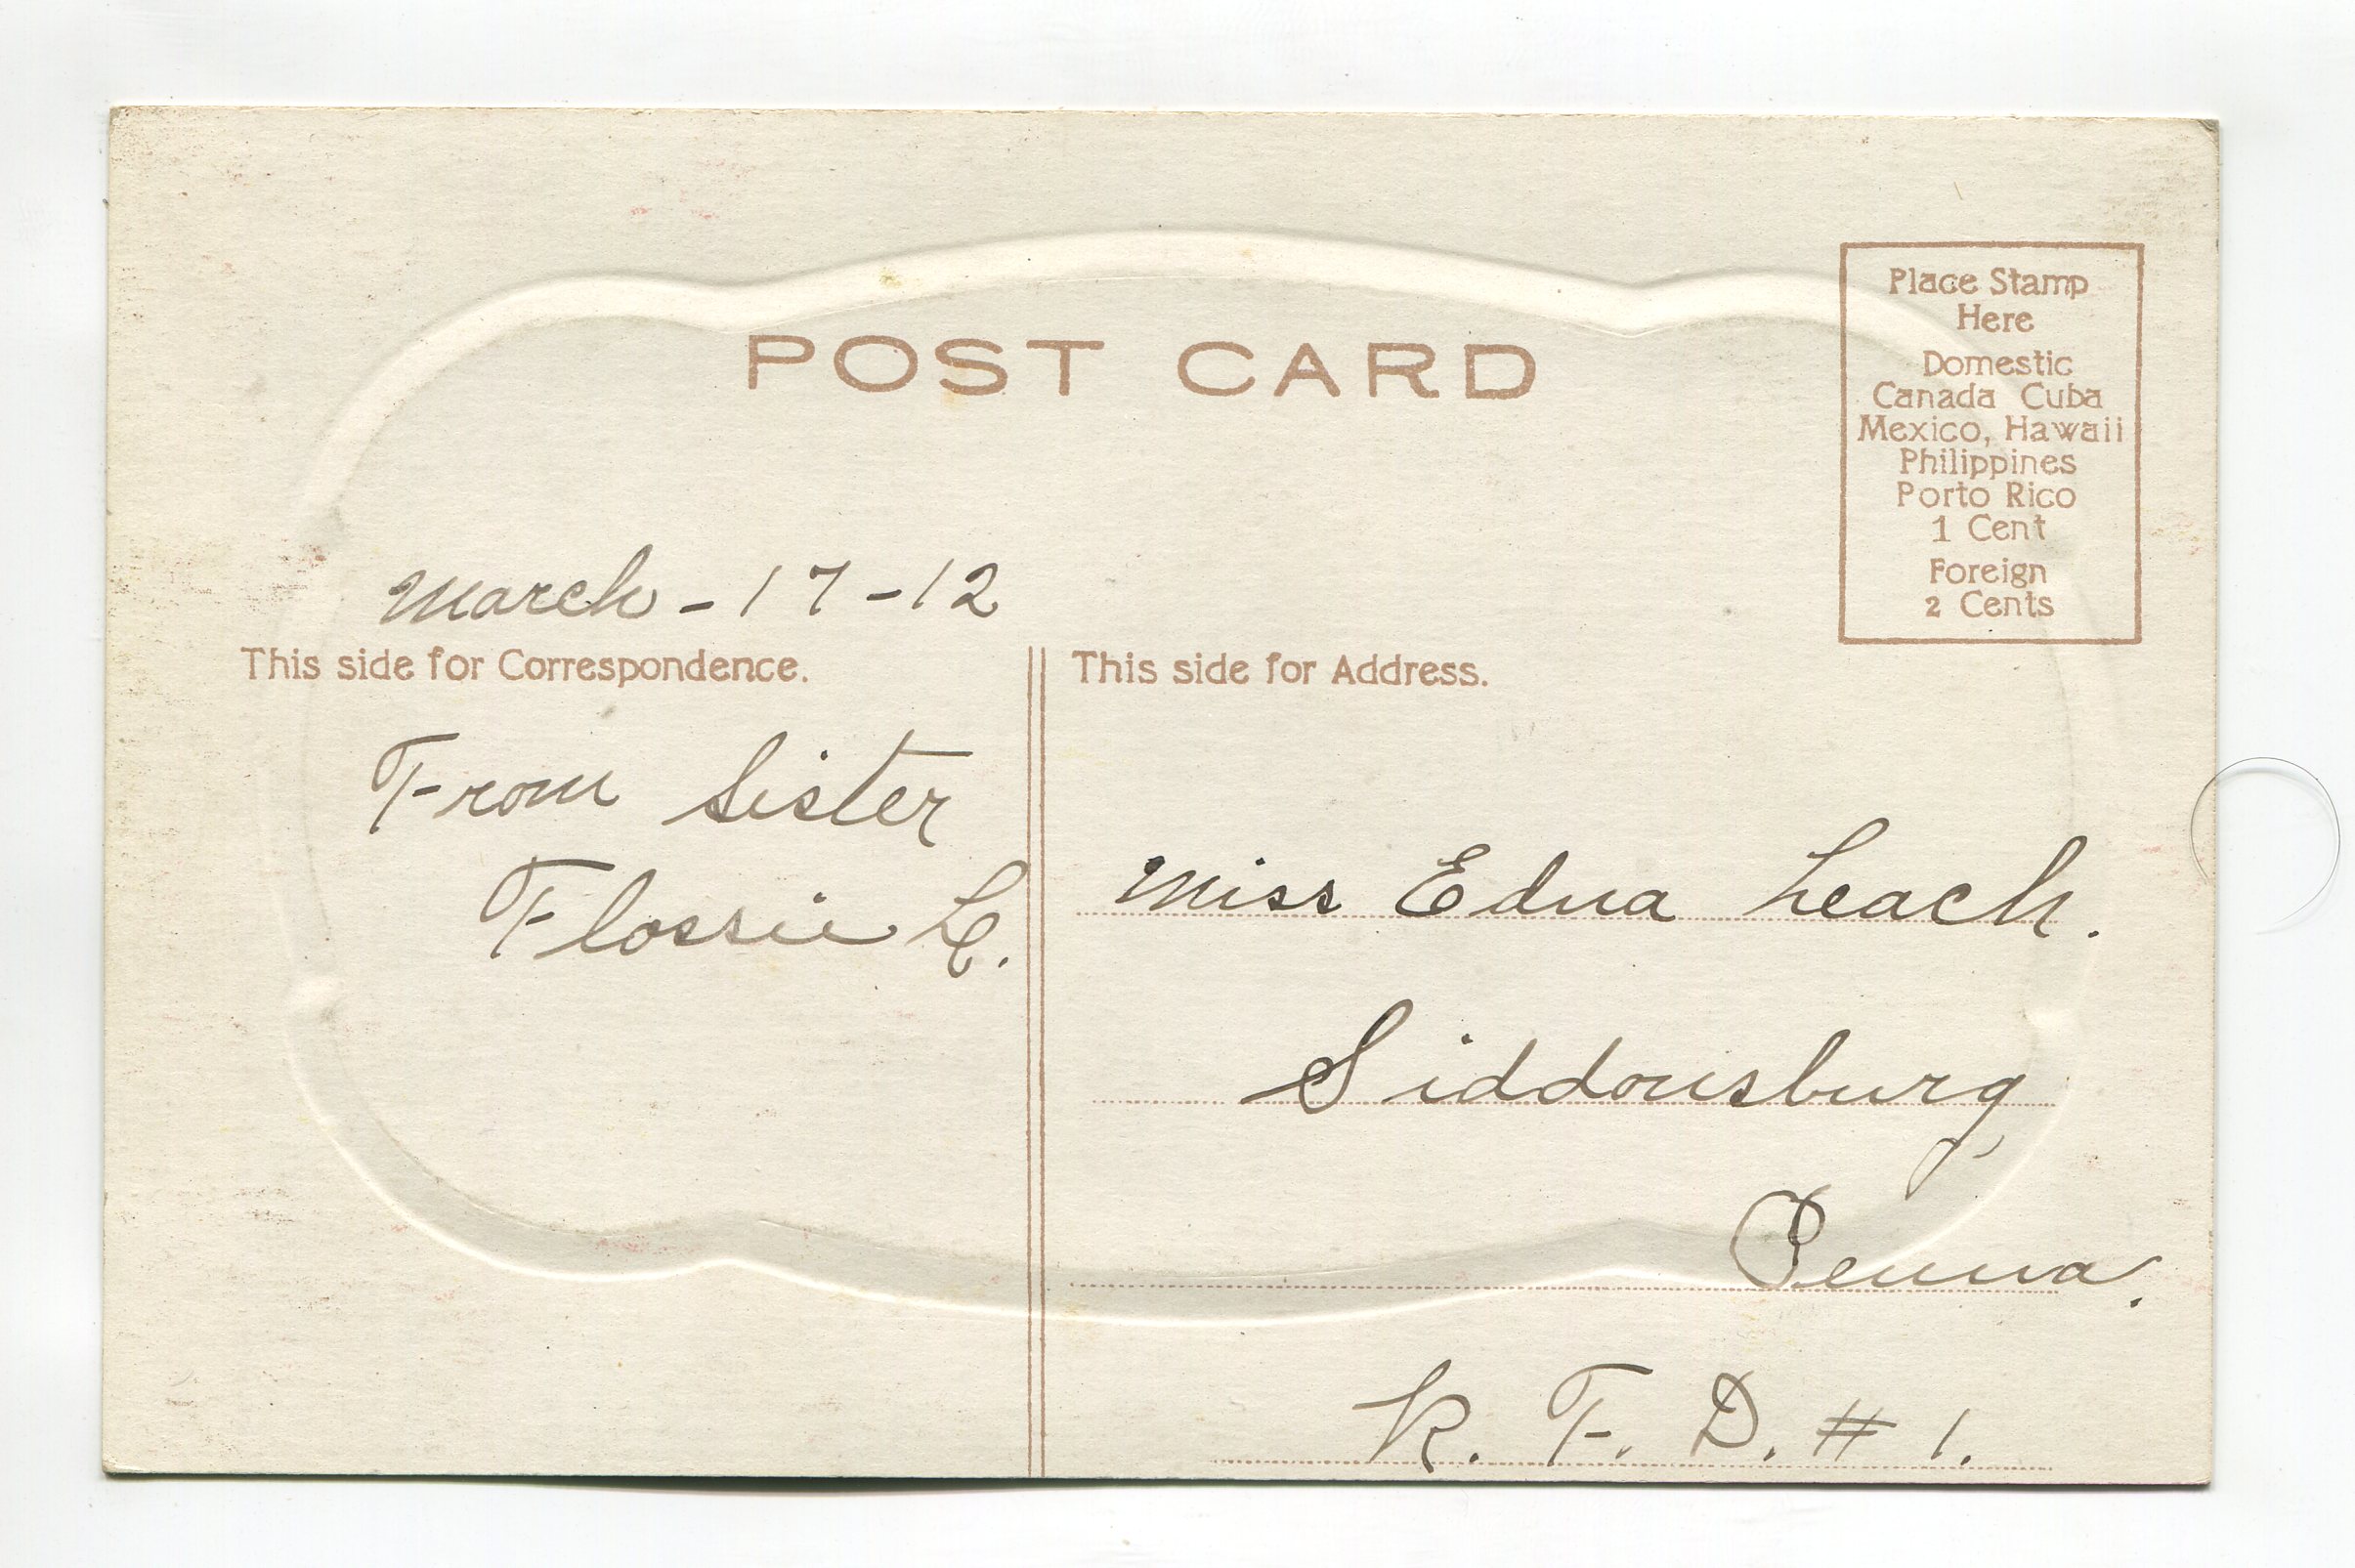 POST CARD
Place Stamp
Here
Domestic
Canada Cuba
Mexico, Hawaii
Philippines
Porto Rico
1 Cent
Foreign
2 Cents
March - 17 - 12
This side for Correspondence.
From Sister
Flossie L.
This side for Address.
Miss Edna Leach.
Siddonsburg
Penna.
R. F. D. # 1.